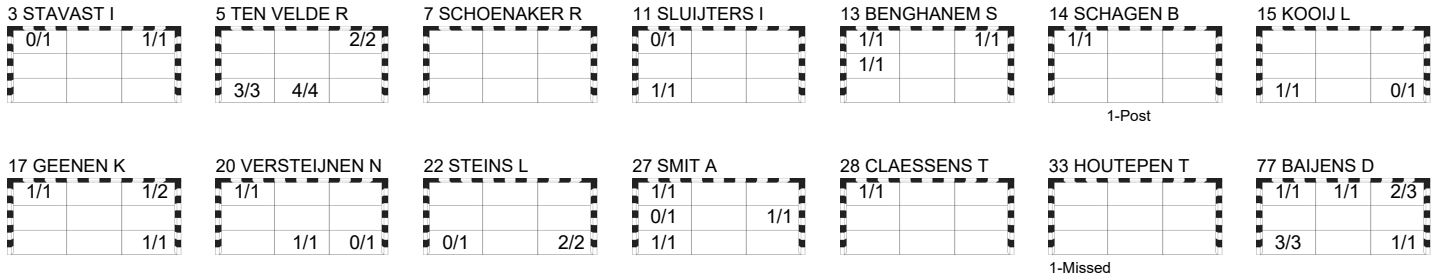 3 STAVAST I 5 TEN VELDE R 7 SCHOENAKER R 11 SLUIJTERS I 13 BENGHANEM S 14 SCHAGEN B 15 KOOIJ L
0/1 1/1 2/2 0/1 1/1 1/1 1/1
1/1
3/3 4/4 1/1 1/1 0/1
1-Post
17 GEENEN K 20 VERSTEIJNEN N 22 STEINS L 27 SMIT A 28 CLAESSENS T 33 HOUTEPEN T 77 BAIJENS D
1/1 1/2 1/1 1/1 1/1 1/1 1/1 2/3
0/1 1/1
1/1 1/1 0/1 0/1 2/2 1/1 3/3 1/1
1-Missed